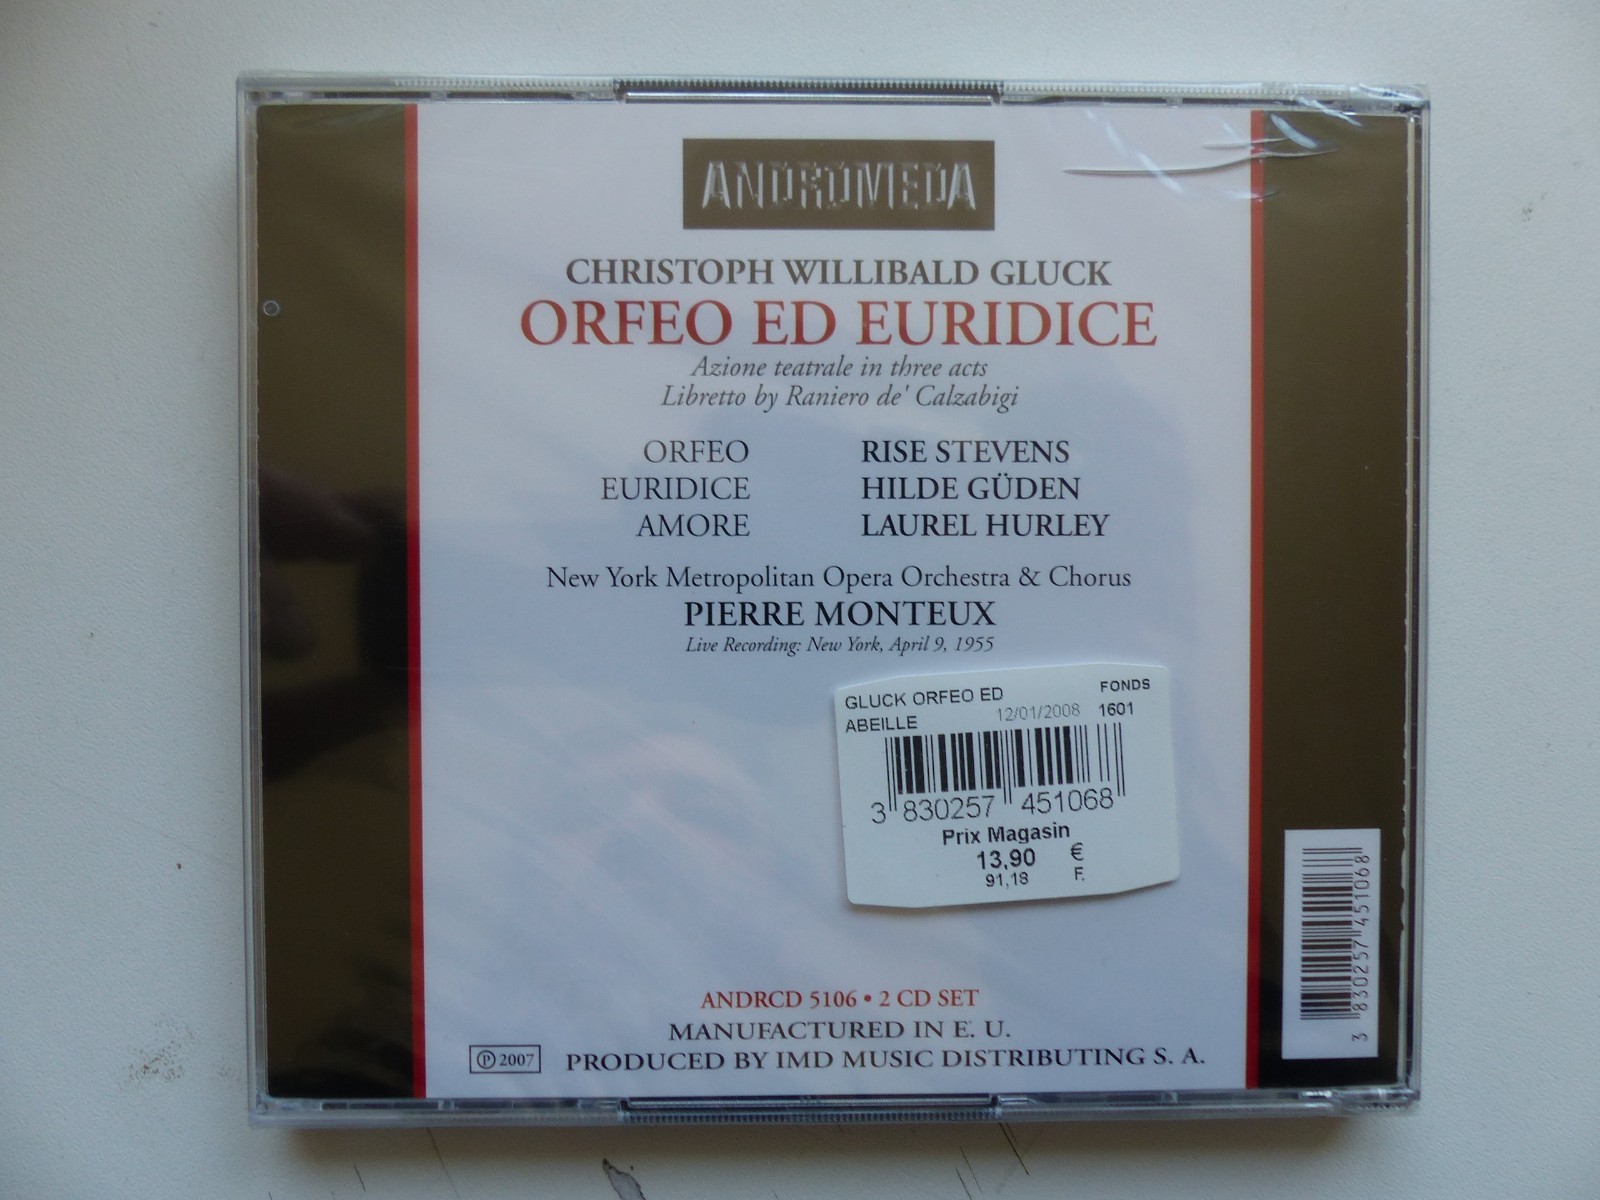 ANDROMEDA
CHRISTOPH WILLIBALD GLUCK
ORFEO ED EURIDICE
Azione teatrale in three acts
Libretto by Raniero de' Calzabigi
ORFEO RISE STEVENS
EURIDICE HILDE GÜDEN
AMORE LAUREL HURLEY
New York Metropolitan Opera Orchestra & Chorus
PIERRE MONTEUX
Live Recording: New York, April 9, 1955
GLUCK ORFEO ED FONDS
ABEILLE 12/01/2008 1601
3 830257 451068
Prix Magasin
13,90 €
91,18 F.
ANDRCD 5106 • 2 CD SET
MANUFACTURED IN E. U.
℗ 2007 PRODUCED BY IMD MUSIC DISTRIBUTING S. A.
3 830257 451068